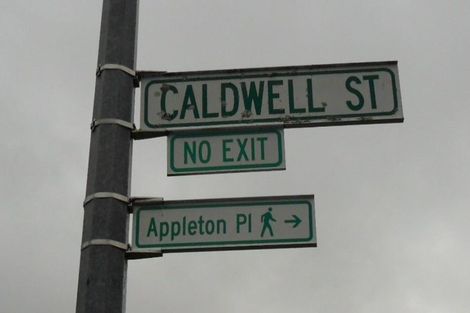 CALDWELL ST
NO EXIT
Appleton Pl